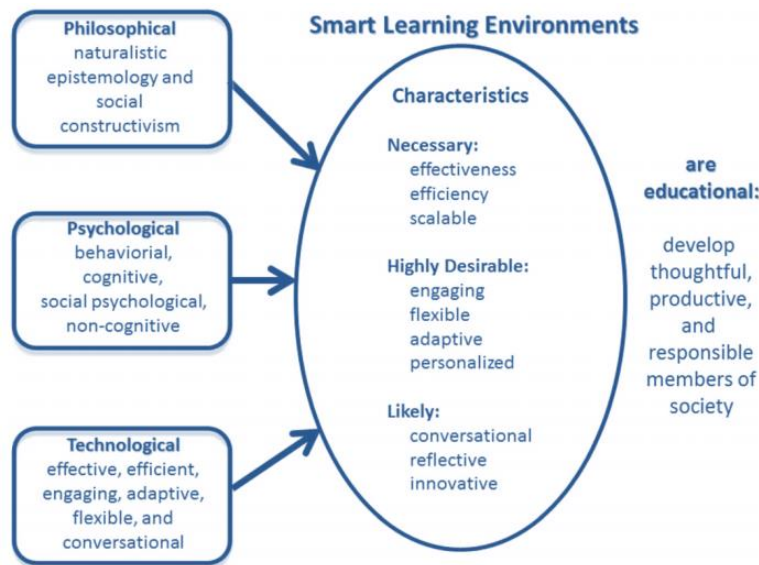 Smart Learning Environments
Philosophical
naturalistic
epistemology and
social
constructivism
Psychological
behaviorial,
cognitive,
social psychological,
non-cognitive
Technological
effective, efficient,
engaging, adaptive,
flexible, and
conversational
Characteristics
Necessary:
effectiveness
efficiency
scalable
Highly Desirable:
engaging
flexible
adaptive
personalized
Likely:
conversational
reflective
innovative
are
educational:
develop
thoughtful,
productive,
and
responsible
members of
society